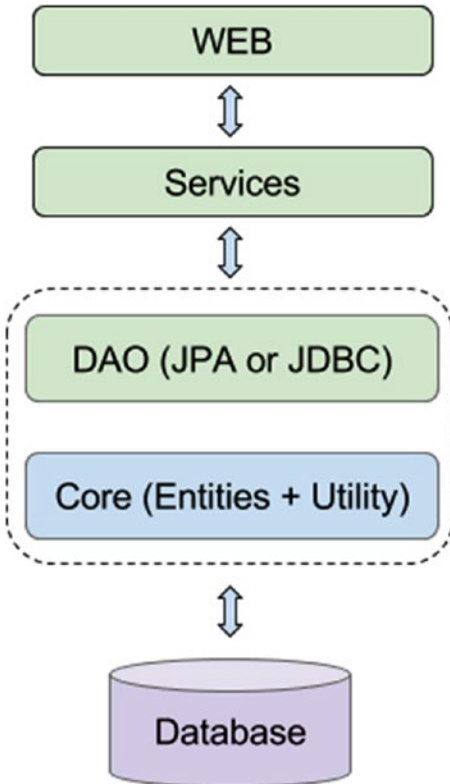 WEB
Services
DAO (JPA or JDBC)
Core (Entities + Utility)
Database